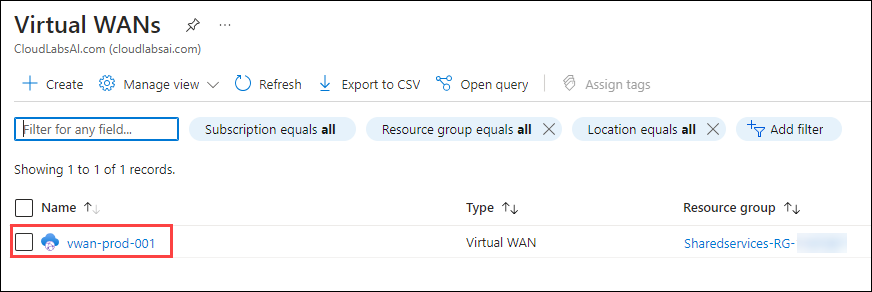 Virtual WANs ...
CloudLabsAI.com (cloudlabsai.com)
Create Manage view Refresh Export to CSV Open query Assign tags
Filter for any field... Subscription equals all Resource group equals all Location equals all Add filter
Showing 1 to 1 of 1 records.
Name Type Resource group
vwan-prod-001 Virtual WAN Sharedservices-RG-